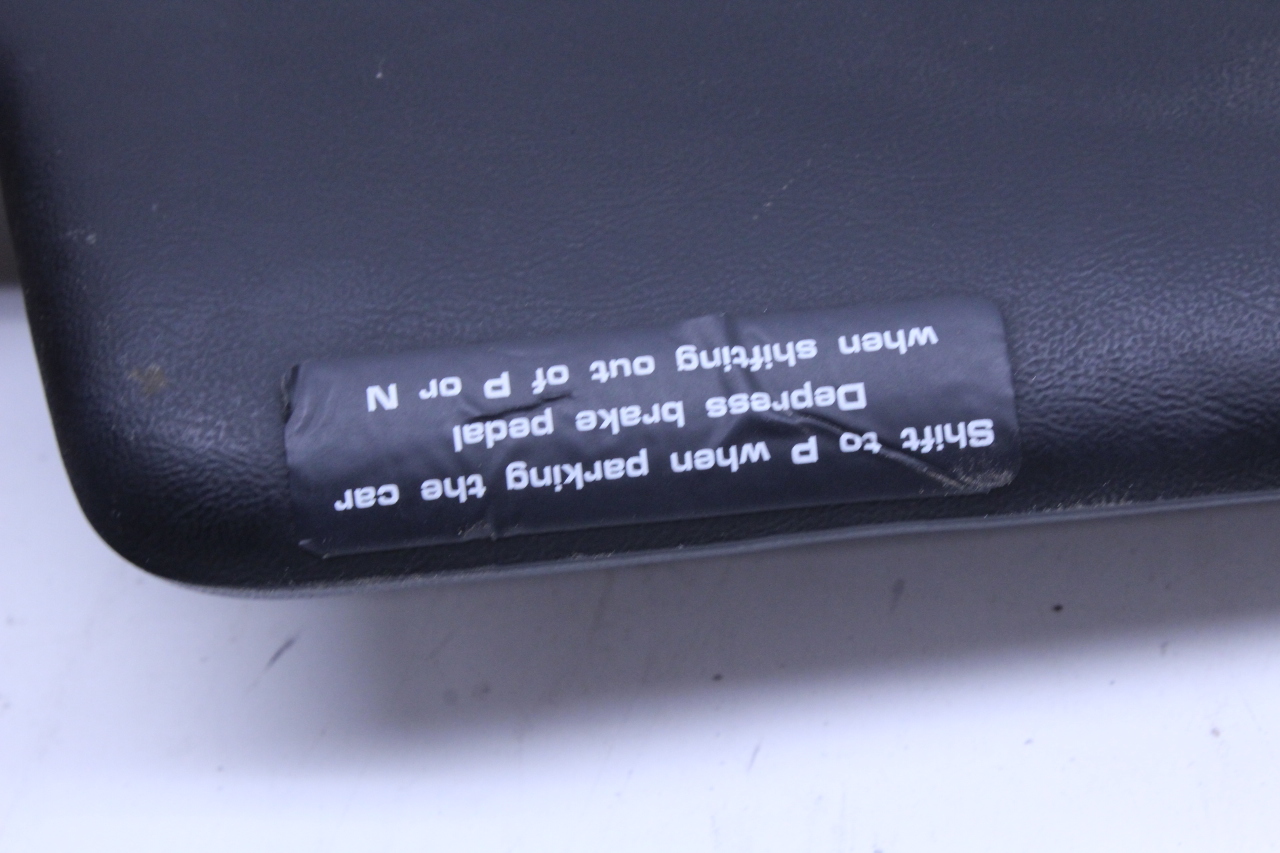 Shift to P when parking the car
Depress brake pedal
when shifting out of P or N